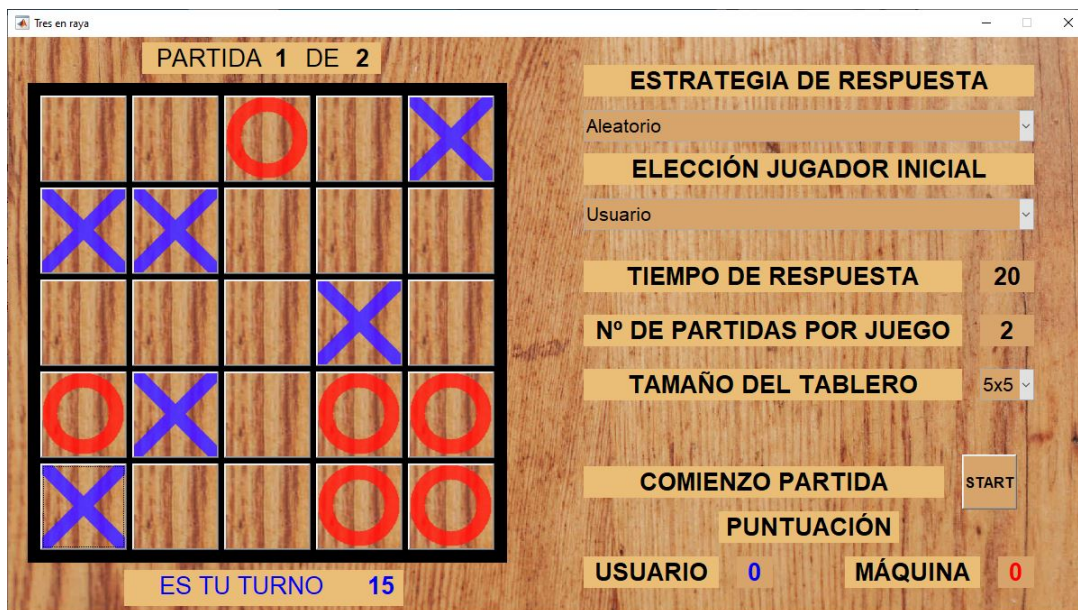 Tres en raya
PARTIDA 1 DE 2
ESTRATEGIA DE RESPUESTA
Aleatorio
ELECCIÓN JUGADOR INICIAL
Usuario
TIEMPO DE RESPUESTA 20
Nº DE PARTIDAS POR JUEGO 2
TAMAÑO DEL TABLERO 5x5
COMIENZO PARTIDA START
PUNTUACIÓN
USUARIO 0 MÁQUINA 0
ES TU TURNO 15